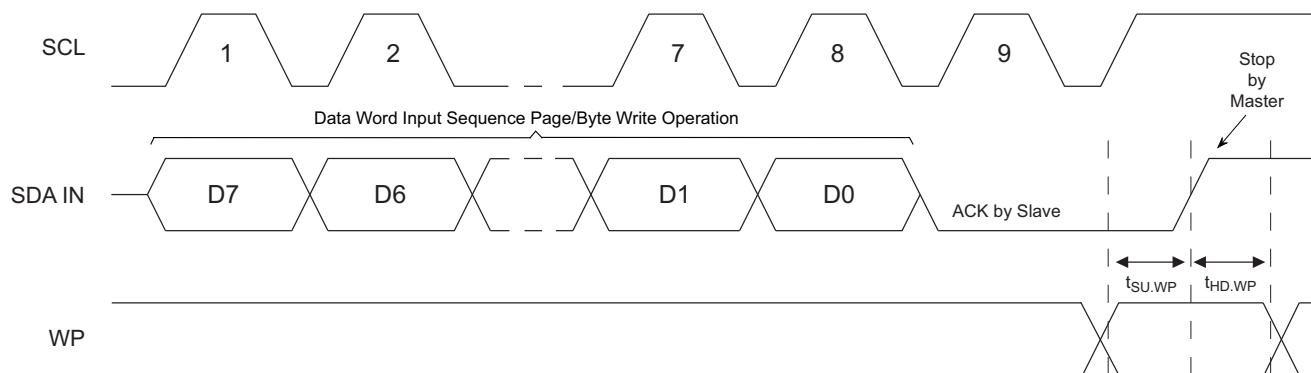 SCL
1
2
7
8
9
Stop
by
Master
Data Word Input Sequence Page/Byte Write Operation
SDA IN
D7
D6
D1
D0
ACK by Slave
tSU.WP
tHD.WP
WP